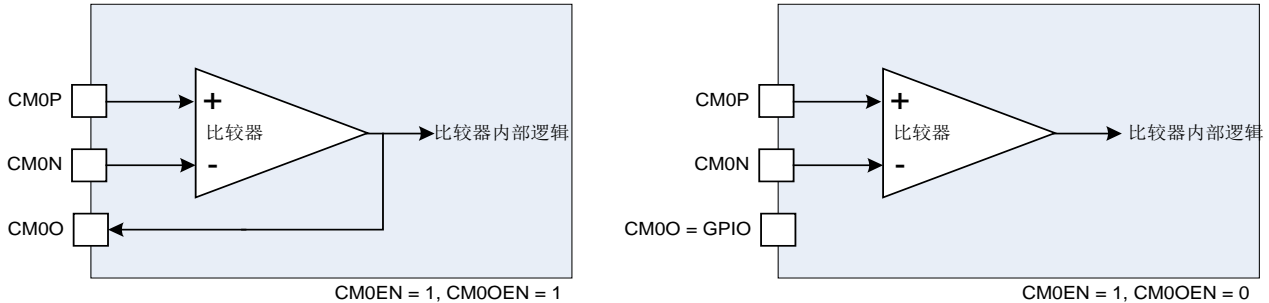 CM0P
+
比较器
比较器内部逻辑
CM0N
-
CM0O
CM0EN = 1, CM0OEN = 1
CM0P
+
比较器
比较器内部逻辑
CM0N
-
CM0O = GPIO
CM0EN = 1, CM0OEN = 0